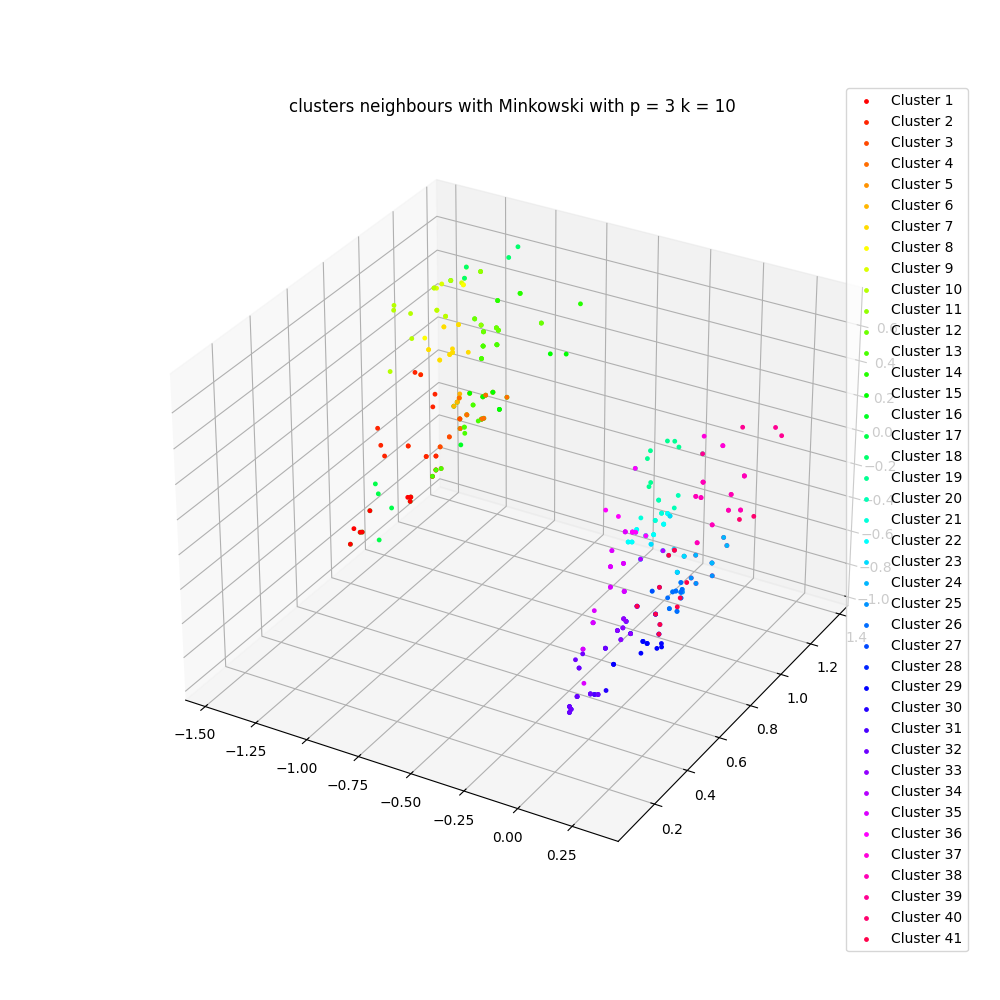 clusters neighbours with Minkowski with p = 3 k = 10
Cluster 1
Cluster 2
Cluster 3
Cluster 4
Cluster 5
Cluster 6
Cluster 7
Cluster 8
Cluster 9
Cluster 10
Cluster 11
Cluster 12
Cluster 13
Cluster 14
Cluster 15
Cluster 16
Cluster 17
Cluster 18
Cluster 19
Cluster 20
Cluster 21
Cluster 22
Cluster 23
Cluster 24
Cluster 25
Cluster 26
Cluster 27
Cluster 28
Cluster 29
Cluster 30
Cluster 31
Cluster 32
Cluster 33
Cluster 34
Cluster 35
Cluster 36
Cluster 37
Cluster 38
Cluster 39
Cluster 40
Cluster 41
0.4
0.2
0.0
−0.2
−0.4
−0.6
−0.8
−1.0
1.4
1.2
1.0
0.8
0.6
0.4
0.2
−1.50
−1.25
−1.00
−0.75
−0.50
−0.25
0.00
0.25